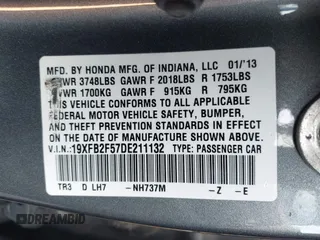 MFD. BY HONDA MFG. OF INDIANA, LLC 01/'13
GVWR 3748LBS GAWR F 2018LBS R 1753LBS
GVWR 1700KG GAWR F 915KG R 795KG
THIS VEHICLE CONFORMS TO ALL APPLICABLE
FEDERAL MOTOR VEHICLE SAFETY, BUMPER,
AND THEFT PREVENTION STANDARDS IN EFFECT
ON THE DATE OF MANUFACTURE SHOWN ABOVE.
V.I.N.: 19XFB2F57DE211132 TYPE: PASSENGER CAR
TR3 D LH7 -NH737M -Z -E
DREAMBID